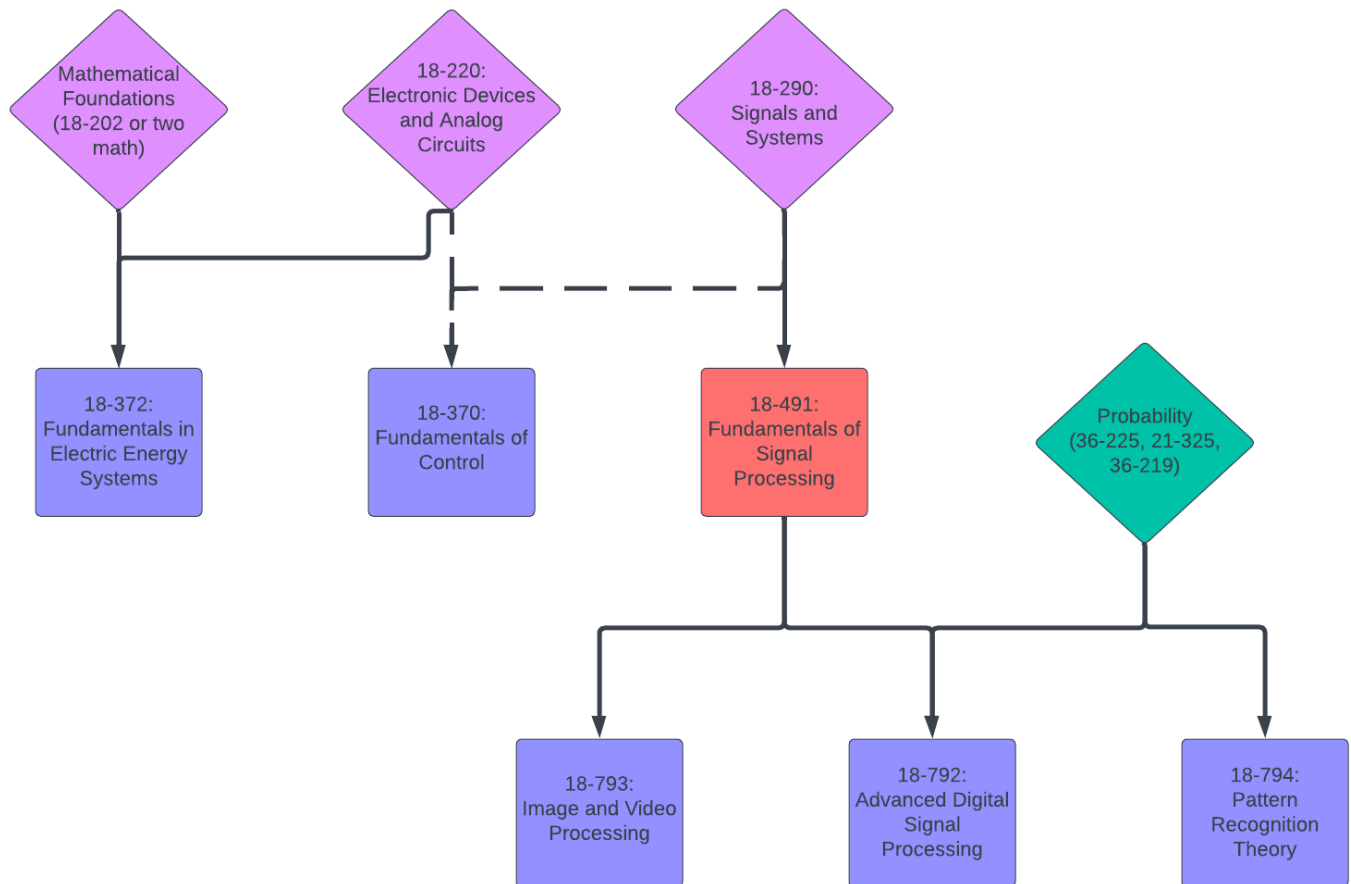 Mathematical
Foundations
(18-202 or two
math)
18-220:
Electronic Devices
and Analog
Circuits
18-290:
Signals and
Systems
18-372:
Fundamentals in
Electric Energy
Systems
18-370:
Fundamentals of
Control
18-491:
Fundamentals of
Signal
Processing
Probability
(36-225, 21-325,
36-219)
18-793:
Image and Video
Processing
18-792:
Advanced Digital
Signal
Processing
18-794:
Pattern
Recognition
Theory